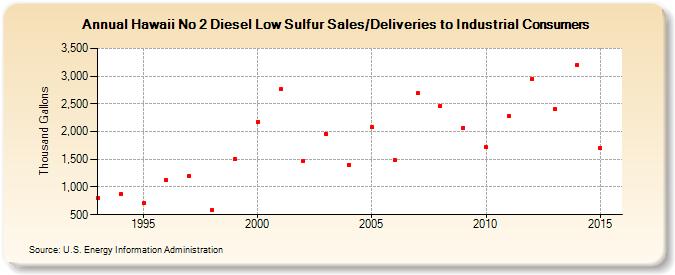 Annual Hawaii No 2 Diesel Low Sulfur Sales/Deliveries to Industrial Consumers
Thousand Gallons
3,500
3,000
2,500
2,000
1,500
1,000
500
1995 2000 2005 2010 2015
Source: U.S. Energy Information Administration